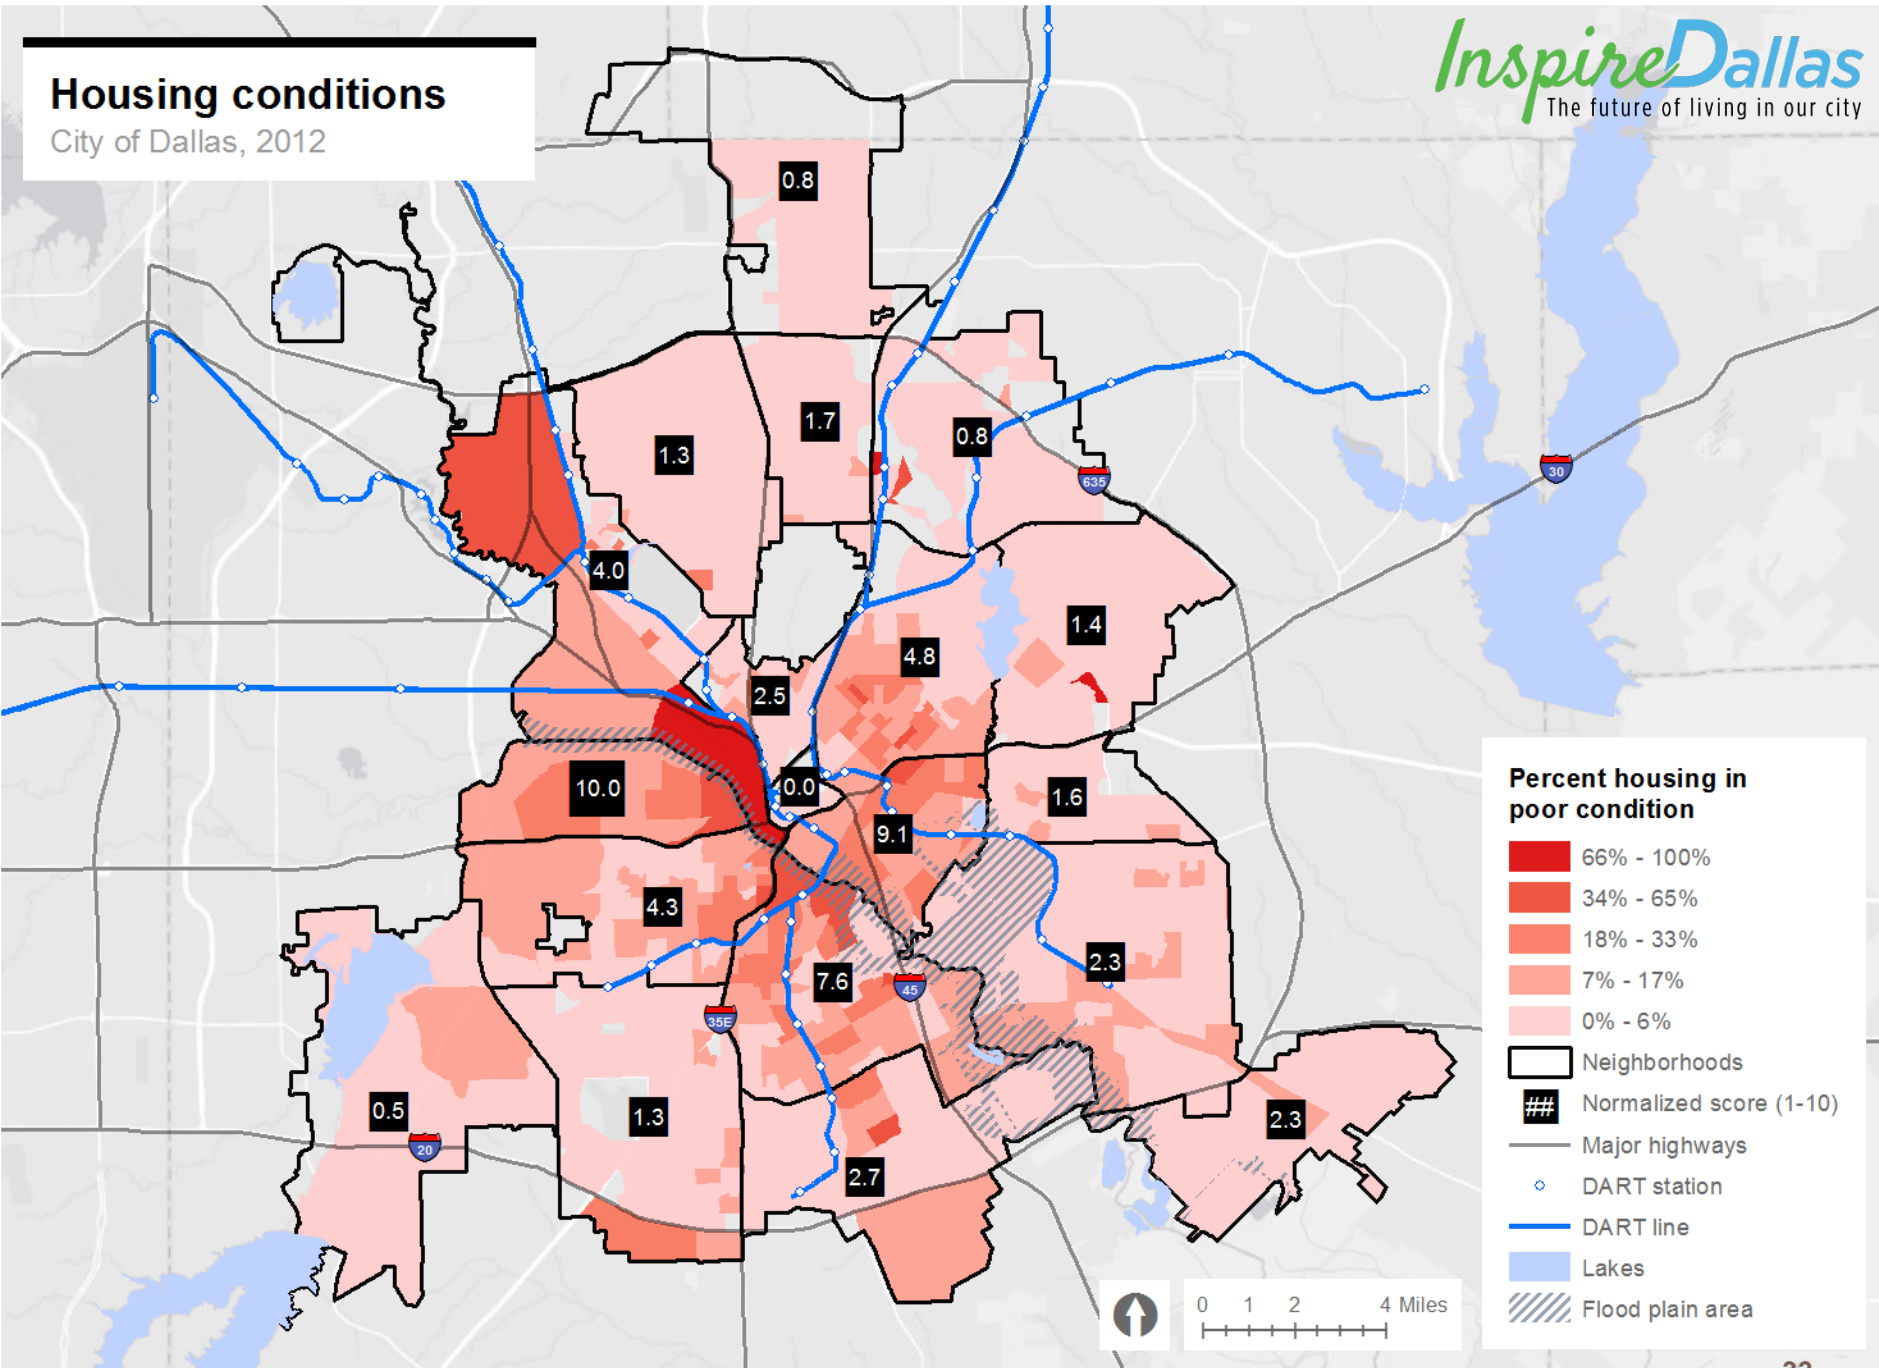 Housing conditions
City of Dallas, 2012
InspireDallas
The future of living in our city
0.8
1.7
1.3
0.8
635
30
4.0
1.4
4.8
2.5
10.0
0.0
1.6
9.1
4.3
2.3
7.6
45
35E
0.5
1.3
2.3
20
2.7
Percent housing in
poor condition
66% - 100%
34% - 65%
18% - 33%
7% - 17%
0% - 6%
Neighborhoods
## Normalized score (1-10)
Major highways
DART station
DART line
Lakes
Flood plain area
0 1 2 4 Miles